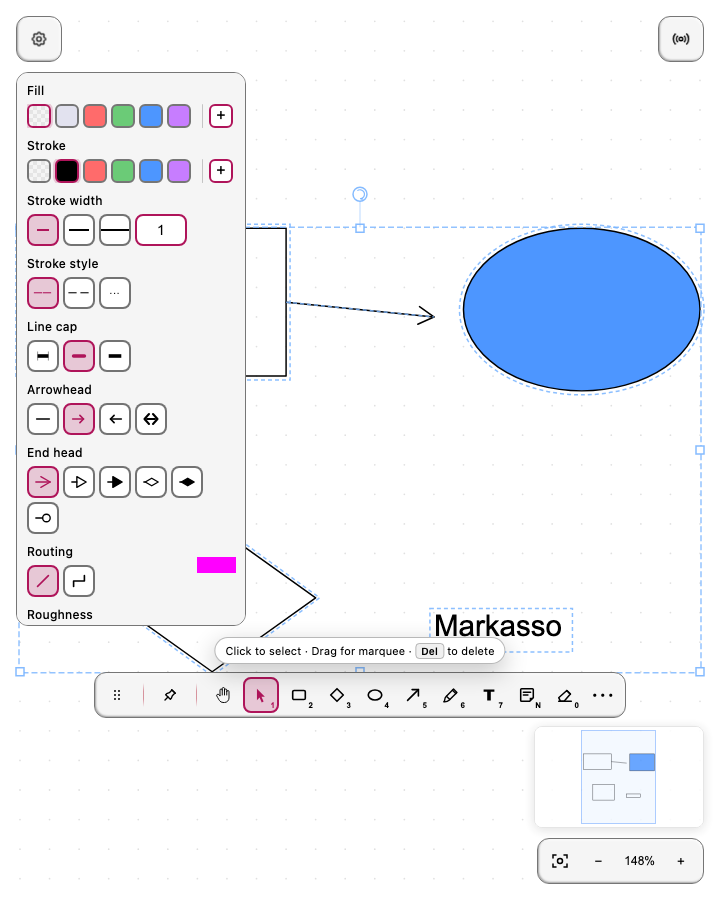 Fill
+
Stroke
+
Stroke width
1
Stroke style
Line cap
Arrowhead
End head
Routing
Roughness
Markasso
Click to select · Drag for marquee · Del to delete
1 2 3 4 5 6 T 7 N 0
− 148% +